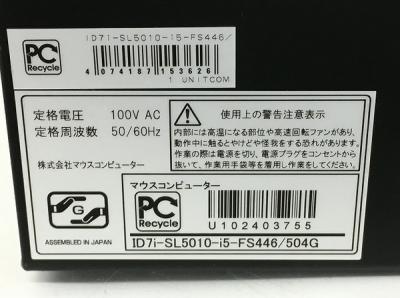 PC
Recycle
ID7i-SL5010-i5-FS446/
4074187153626
1 UNITCOM
定格電圧 100V AC
定格周波数 50/60Hz
株式会社マウスコンピューター
使用上の警告注意表示
内部には高温になる部位や高速回転ファンがあり、
動作中に触るとやけどや怪我をする恐れがあります。
作業の際は電源を切り、電源プラグをコンセントから
抜いて、作業用手袋等を着用し作業をしてください。
G
ASSEMBLED IN JAPAN
マウスコンピューター
PC
Recycle
U102403755
ID7i-SL5010-i5-FS446/504G